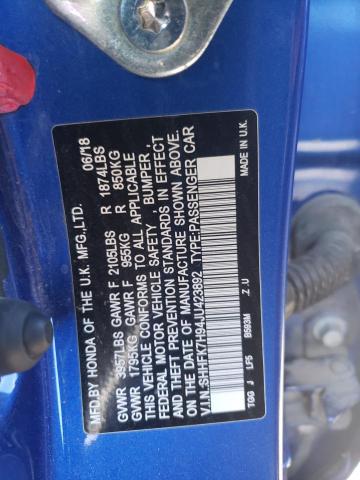 MFD BY HONDA OF THE U.K. MFG.,LTD. 06/18
GVWR 3957LBS GAWR F 2105LBS R 1874LBS
GVWR 1795KG GAWR F 955KG R 850KG
THIS VEHICLE CONFORMS TO ALL APPLICABLE
FEDERAL MOTOR VEHICLE SAFETY , BUMPER ,
AND THEFT PREVENTION STANDARDS IN EFFECT
ON THE DATE OF MANUFACTURE SHOWN ABOVE.
V.I.N.:SHHFK7H94JU423692 TYPE:PASSENGER CAR
Z U
TGG J LF5 B593M MADE IN U.K.